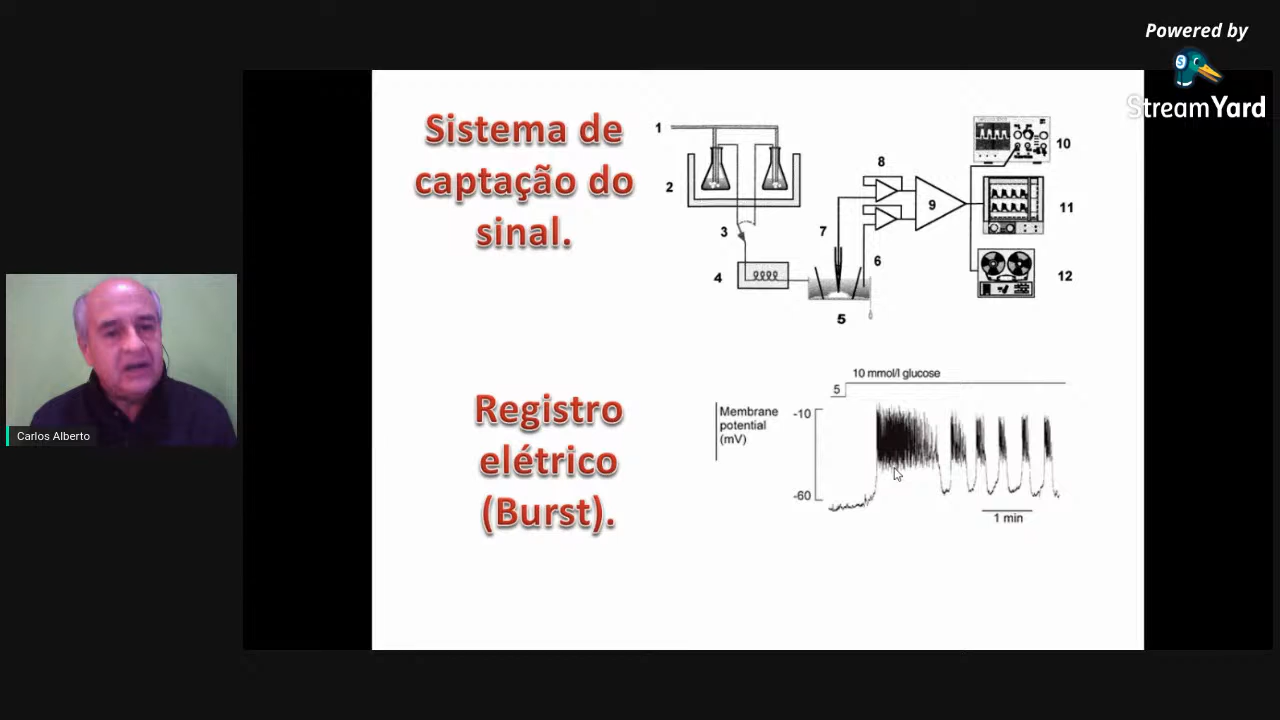 Powered by
StreamYard
Sistema de
captação do
sinal.
1
2
3
4
5
6
7
8
9
10
11
12
Registro
elétrico
(Burst).
10 mmol/l glucose
5
Membrane
potential
(mV)
-10
-60
1 min
Carlos Alberto